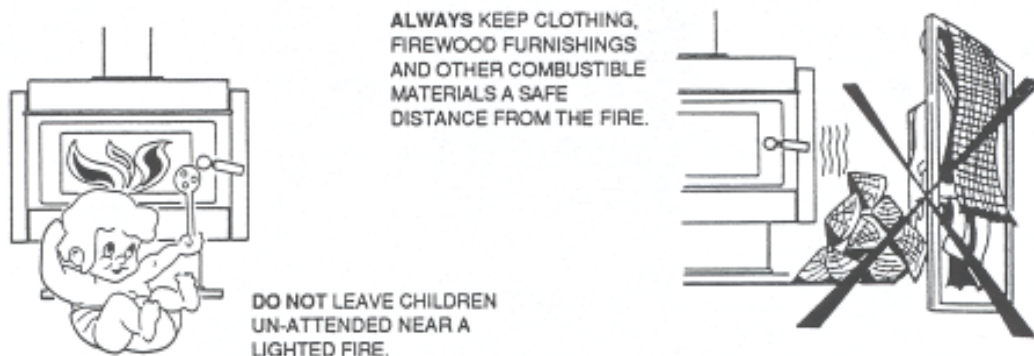 ALWAYS KEEP CLOTHING,
FIREWOOD FURNISHINGS
AND OTHER COMBUSTIBLE
MATERIALS A SAFE
DISTANCE FROM THE FIRE.
DO NOT LEAVE CHILDREN
UN-ATTENDED NEAR A
LIGHTED FIRE.